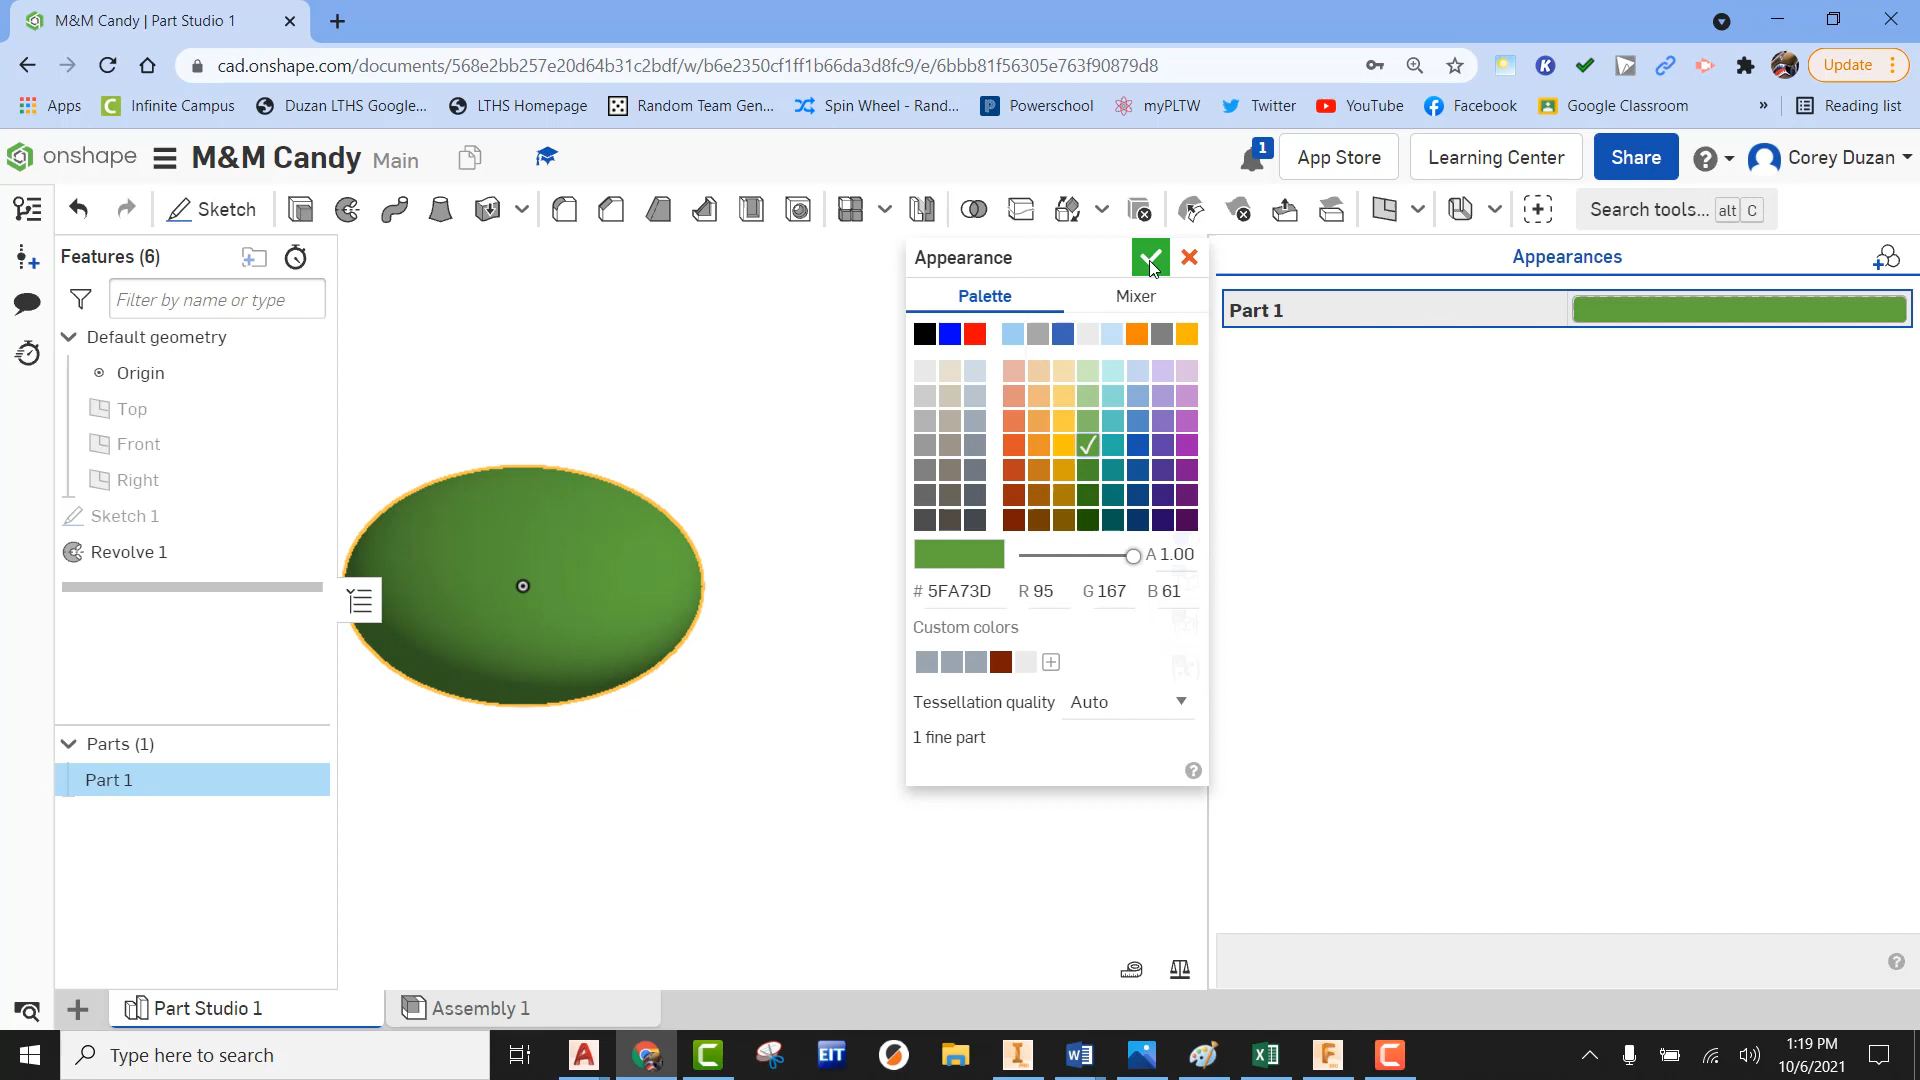 M&M Candy | Part Studio 1
cad.onshape.com/documents/568e2bb257e20d64b31c2bdf/w/b6e2350cf1ff1b66da3d8fc9/e/6bbb81f56305e763f90879d8
Update
Apps
Infinite Campus
Duzan LTHS Google...
LTHS Homepage
Random Team Gen...
Spin Wheel - Rand...
Powerschool
myPLTW
Twitter
YouTube
Facebook
Google Classroom
»
Reading list
onshape
M&M Candy
Main
1
App Store
Learning Center
Share
Corey Duzan
Sketch
Search tools... alt C
Features (6)
Filter by name or type
Default geometry
Origin
Top
Front
Right
Sketch 1
Revolve 1
Parts (1)
Part 1
Appearance
Palette
Mixer
A 1.00
# 5FA73D R 95 G 167 B 61
Custom colors
Tessellation quality Auto
1 fine part
Appearances
Part 1
Part Studio 1
Assembly 1
Type here to search
EIT
1:19 PM
10/6/2021